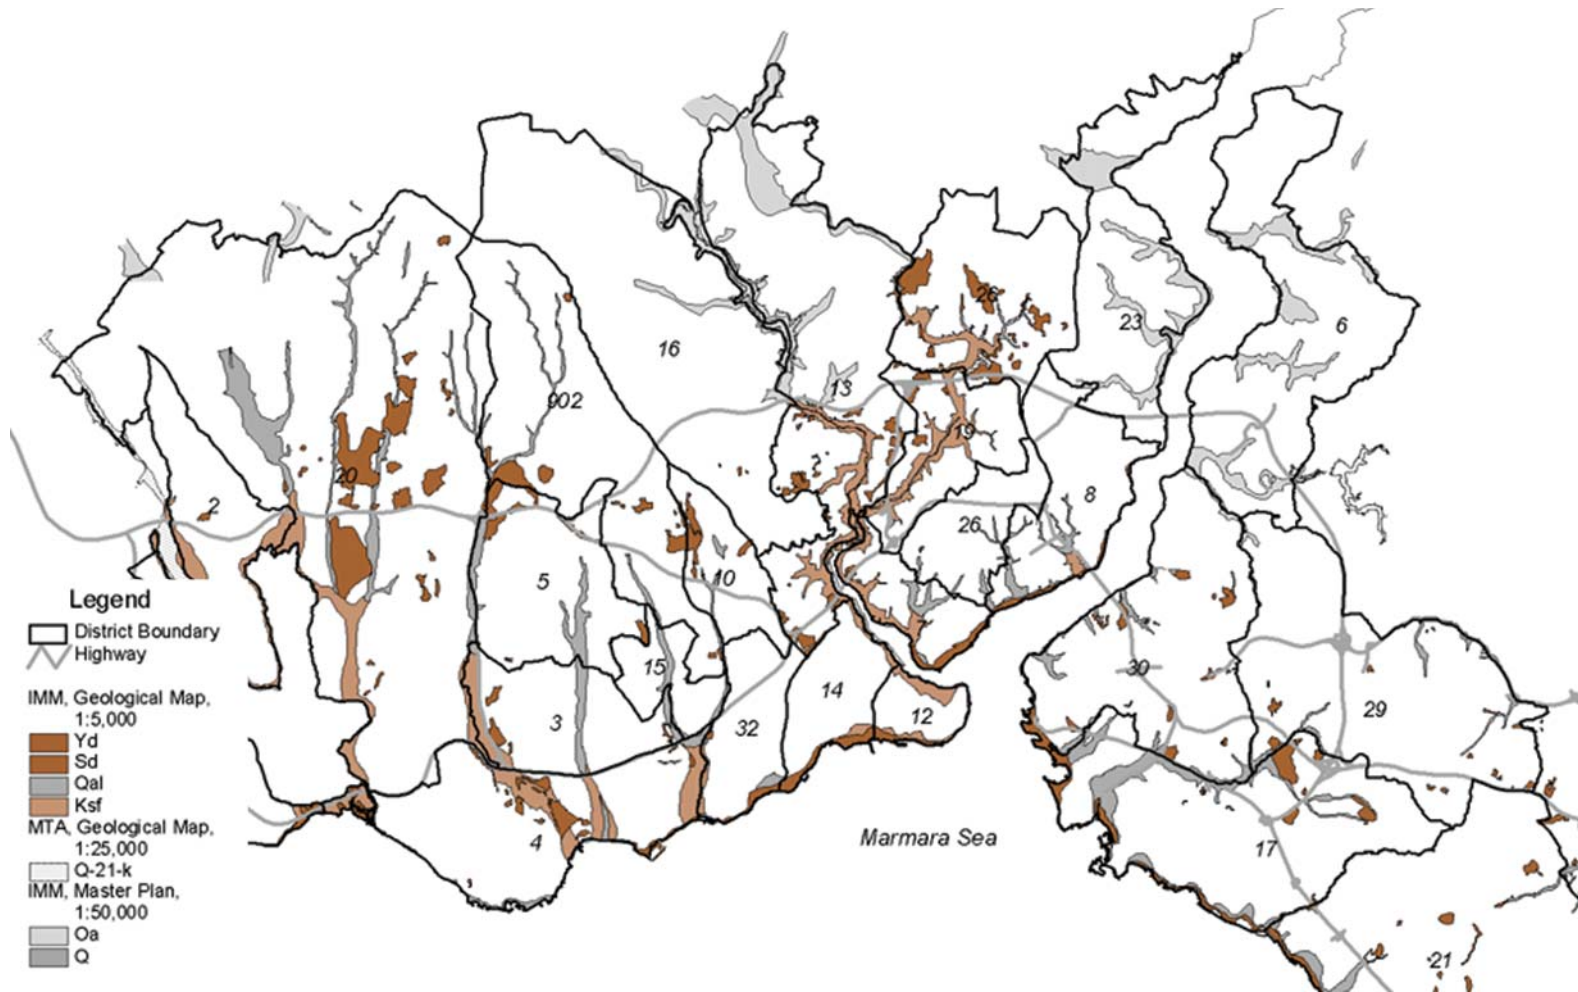 26
6
23
16
13
902
19
20
2
?
8
26
5
10
15
30
14
12
29
3
32
4
17
21
Marmara Sea
Legend
District Boundary
Highway
IMM, Geological Map,
1:5,000
Yd
Sd
Qal
Ksf
MTA, Geological Map,
1:25,000
Q-21-k
IMM, Master Plan,
1:50,000
Oa
Q